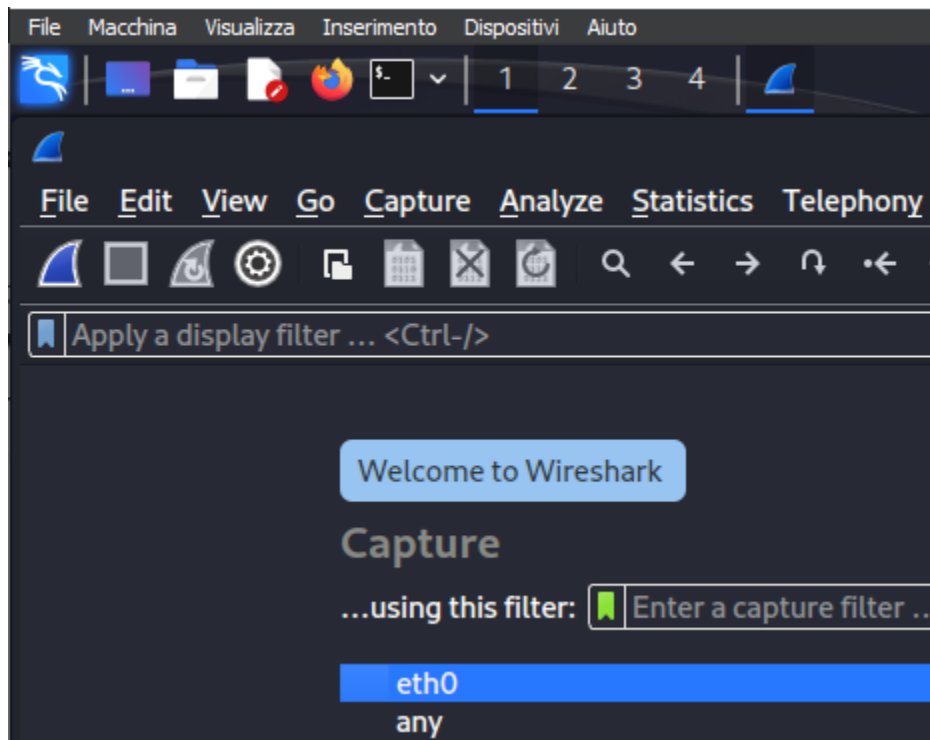 File Macchina Visualizza Inserimento Dispositivi Aiuto
1 2 3 4
File Edit View Go Capture Analyze Statistics Telephony
Apply a display filter ... <Ctrl-/>
Welcome to Wireshark
Capture
...using this filter: Enter a capture filter ..
eth0
any